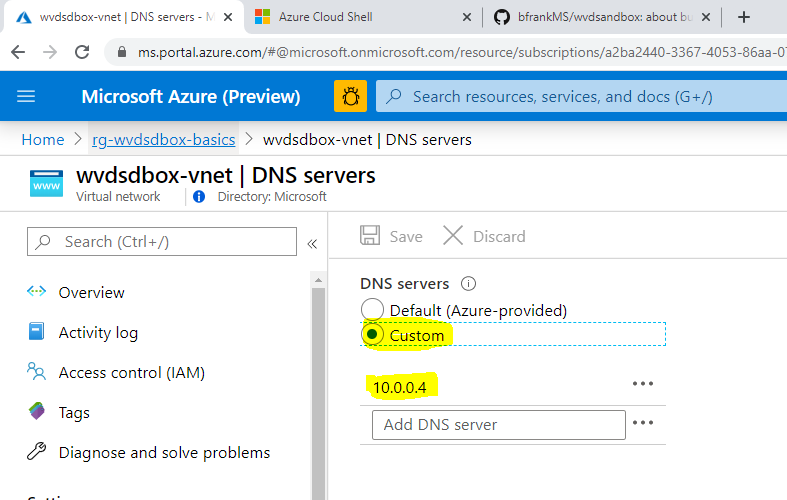 wvdsdbox-vnet | DNS servers - M
Azure Cloud Shell
bfrankMS/wvdsandbox: about bu
ms.portal.azure.com/#@microsoft.onmicrosoft.com/resource/subscriptions/a2ba2440-3367-4053-86aa-0
Microsoft Azure (Preview)
Search resources, services, and docs (G+/)
Home > rg-wvdsdbox-basics > wvdsdbox-vnet | DNS servers
wvdsdbox-vnet | DNS servers
Virtual network
Directory: Microsoft
Search (Ctrl+/)
Overview
Activity log
Access control (IAM)
Tags
Diagnose and solve problems
Save
Discard
DNS servers
Default (Azure-provided)
Custom
10.0.0.4
Add DNS server